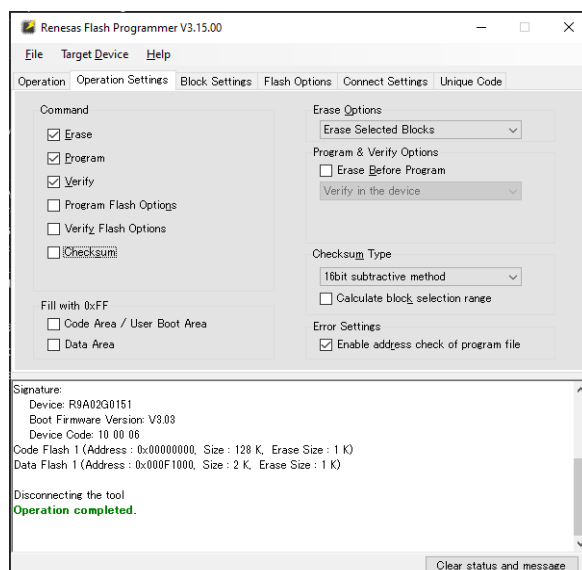 Renesas Flash Programmer V3.15.00
File Target Device Help
Operation Operation Settings Block Settings Flash Options Connect Settings Unique Code
Command
Erase
Program
Verify
Program Flash Options
Verify Flash Options
Checksum
Fill with 0xFF
Code Area / User Boot Area
Data Area
Erase Options
Erase Selected Blocks
Program & Verify Options
Erase Before Program
Verify in the device
Checksum Type
16bit subtractive method
Calculate block selection range
Error Settings
Enable address check of program file
Signature:
Device: R9A02G0151
Boot Firmware Version: V3.03
Device Code: 10 00 06
Code Flash 1 (Address : 0x00000000, Size : 128 K, Erase Size : 1 K)
Data Flash 1 (Address : 0x000F1000, Size : 2 K, Erase Size : 1 K)
Disconnecting the tool
Operation completed.
Clear status and message